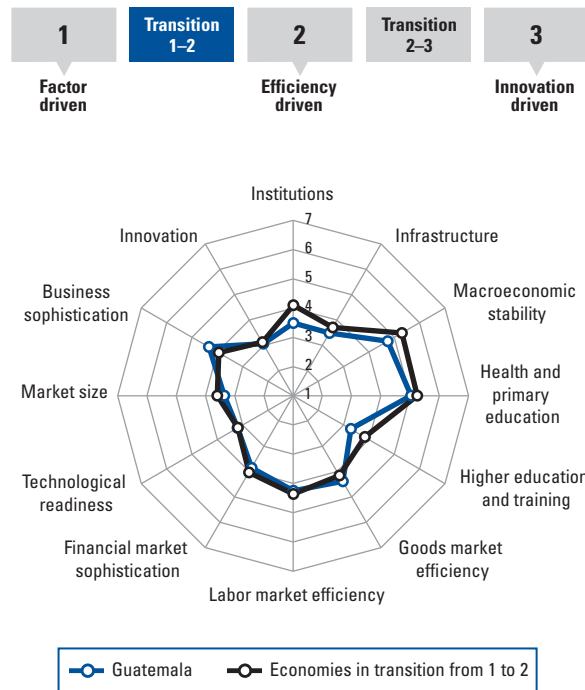 1
Transition
1–2
2
Transition
2–3
3
Factor
driven
Efficiency
driven
Innovation
driven
Institutions
7
Innovation
6
Infrastructure
5
Business
sophistication
4
Macroeconomic
stability
3
2
Market size
1
Health and
primary
education
Technological
readiness
Higher education
and training
Financial market
sophistication
Goods market
efficiency
Labor market efficiency
Guatemala
Economies in transition from 1 to 2